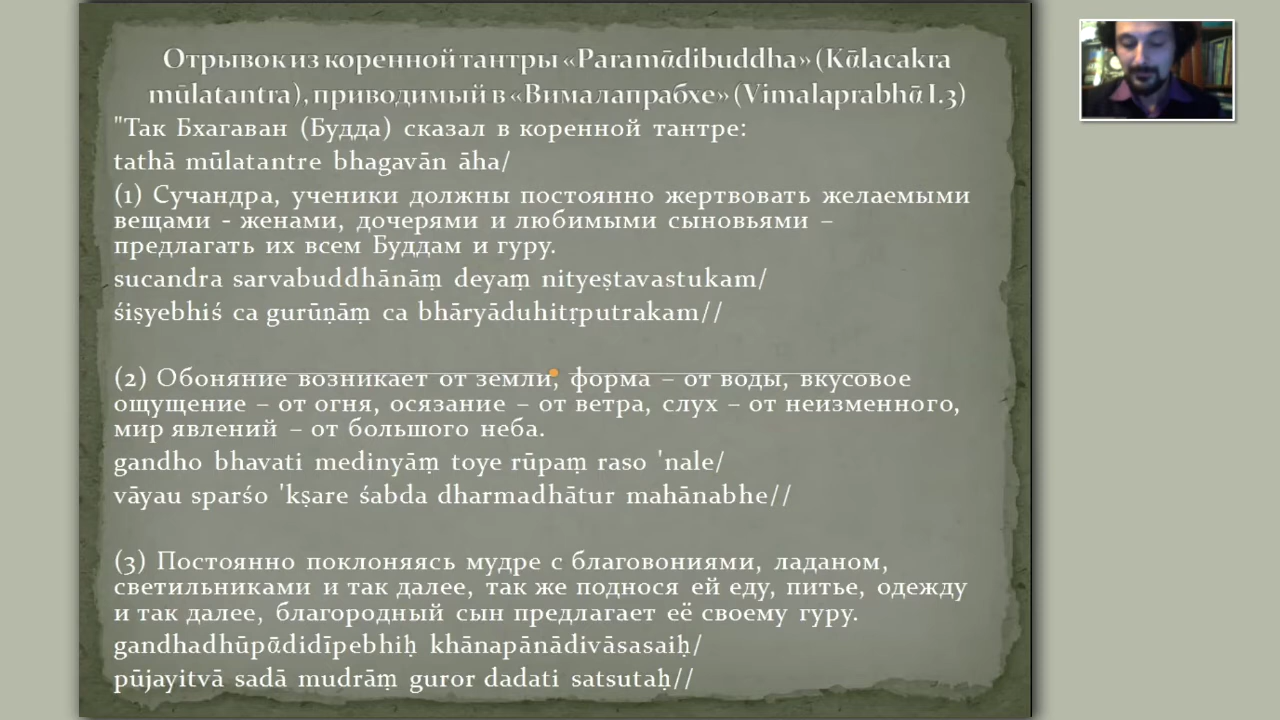 Отрывок из коренной тантры «Paramādibuddha» (Kālacakra
mūlatantra), приводимый в «Вималапрабхе» (Vimalaprabhā I.3)
"Так Бхагаван (Будда) сказал в коренной тантре:
tathā mūlatantre bhagavān āha/
(1) Сучандра, ученики должны постоянно жертвовать желаемыми
вещами - женами, дочерями и любимыми сыновьями –
предлагать их всем Буддам и гуру.
sucandra sarvabuddhānāṃ deyaṃ nityeṣtavastukam/
śiṣyebhiś ca gurūṇāṃ ca bhāryāduhitṛputrakam//
(2) Обоняние возникает от земли, форма – от воды, вкусовое
ощущение – от огня, осязание – от ветра, слух – от неизменного,
мир явлений – от большого неба.
gandho bhavati medinyāṃ toye rūpaṃ raso 'nale/
vāyau sparśo 'kṣare śabda dharmadhātur mahānabhe//
(3) Постоянно поклоняясь мудре с благовониями, ладаном,
светильниками и так далее, так же поднося ей еду, питье, одежду
и так далее, благородный сын предлагает её своему гуру.
gandhadhūpādidīpebhiḥ khānapānādivāsasaiḥ/
pūjayitvā sadā mudrāṃ guror dadati satsutaḥ//